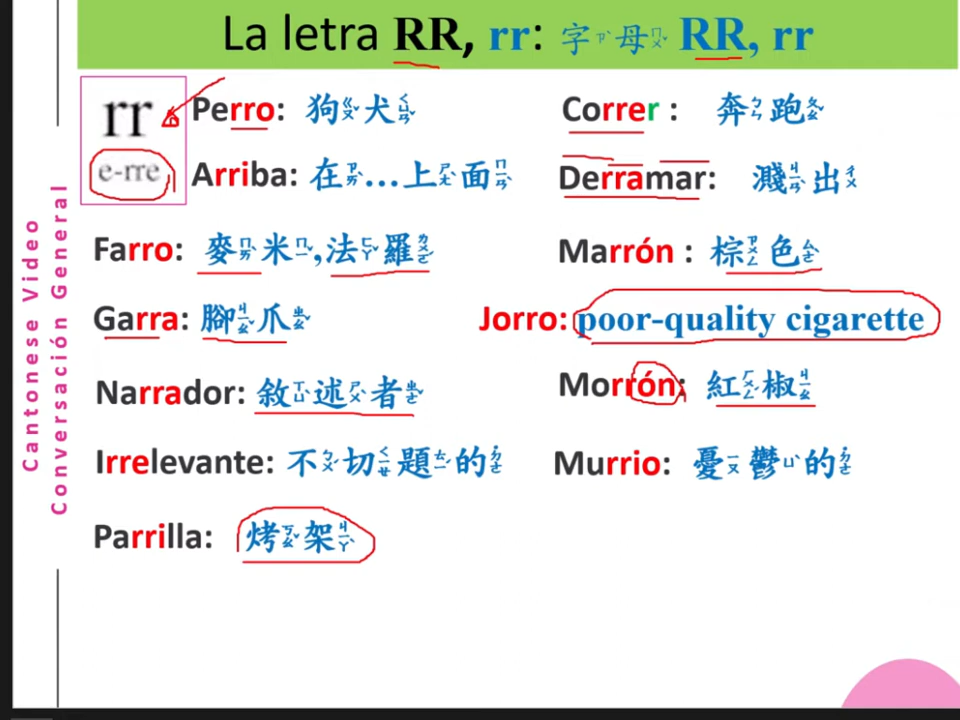 La letra RR, rr: 字ㄗˋ母ㄇㄨˇ RR, rr
rr
e-rre
Perro: 狗ㄍㄡˇ犬ㄑㄩㄢˇ
Correr : 奔ㄅㄣ跑ㄆㄠˇ
Arriba: 在ㄗㄞˋ...上ㄕㄤˋ面ㄇㄧㄢˋ
Derramar: 濺ㄐㄧㄢˋ出ㄔㄨ
Farro: 麥ㄇㄞˋ米ㄇㄧˇ,法ㄈㄚˇ羅ㄌㄨㄛˊ
Marrón : 棕ㄗㄨㄥ色ㄙㄜˋ
Garra: 腳ㄐㄧㄠˇ爪ㄓㄠˇ
Jorro: poor-quality cigarette
Narrador: 敘ㄒㄩˋ述ㄕㄨˋ者ㄓㄜˇ
Morrón: 紅ㄏㄨㄥˊ椒ㄐㄧㄠ
Irrelevante: 不ㄅㄨˋ切ㄑㄧㄝˋ題ㄊㄧˊ的ㄉㄜ˙
Murrio: 憂ㄧㄡ鬱ㄩˋ的ㄉㄜ˙
Parrilla: 烤ㄎㄠˇ架ㄐㄧㄚˋ
Cantonese Video
Conversación General